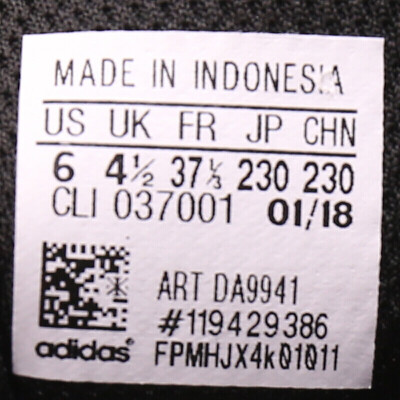 MADE IN INDONESIA
US UK FR JP CHN
6 4½ 37⅓ 230 230
CLI 037001 01/18
ART DA9941
#119429386
adidas® FPMHJX4k01011